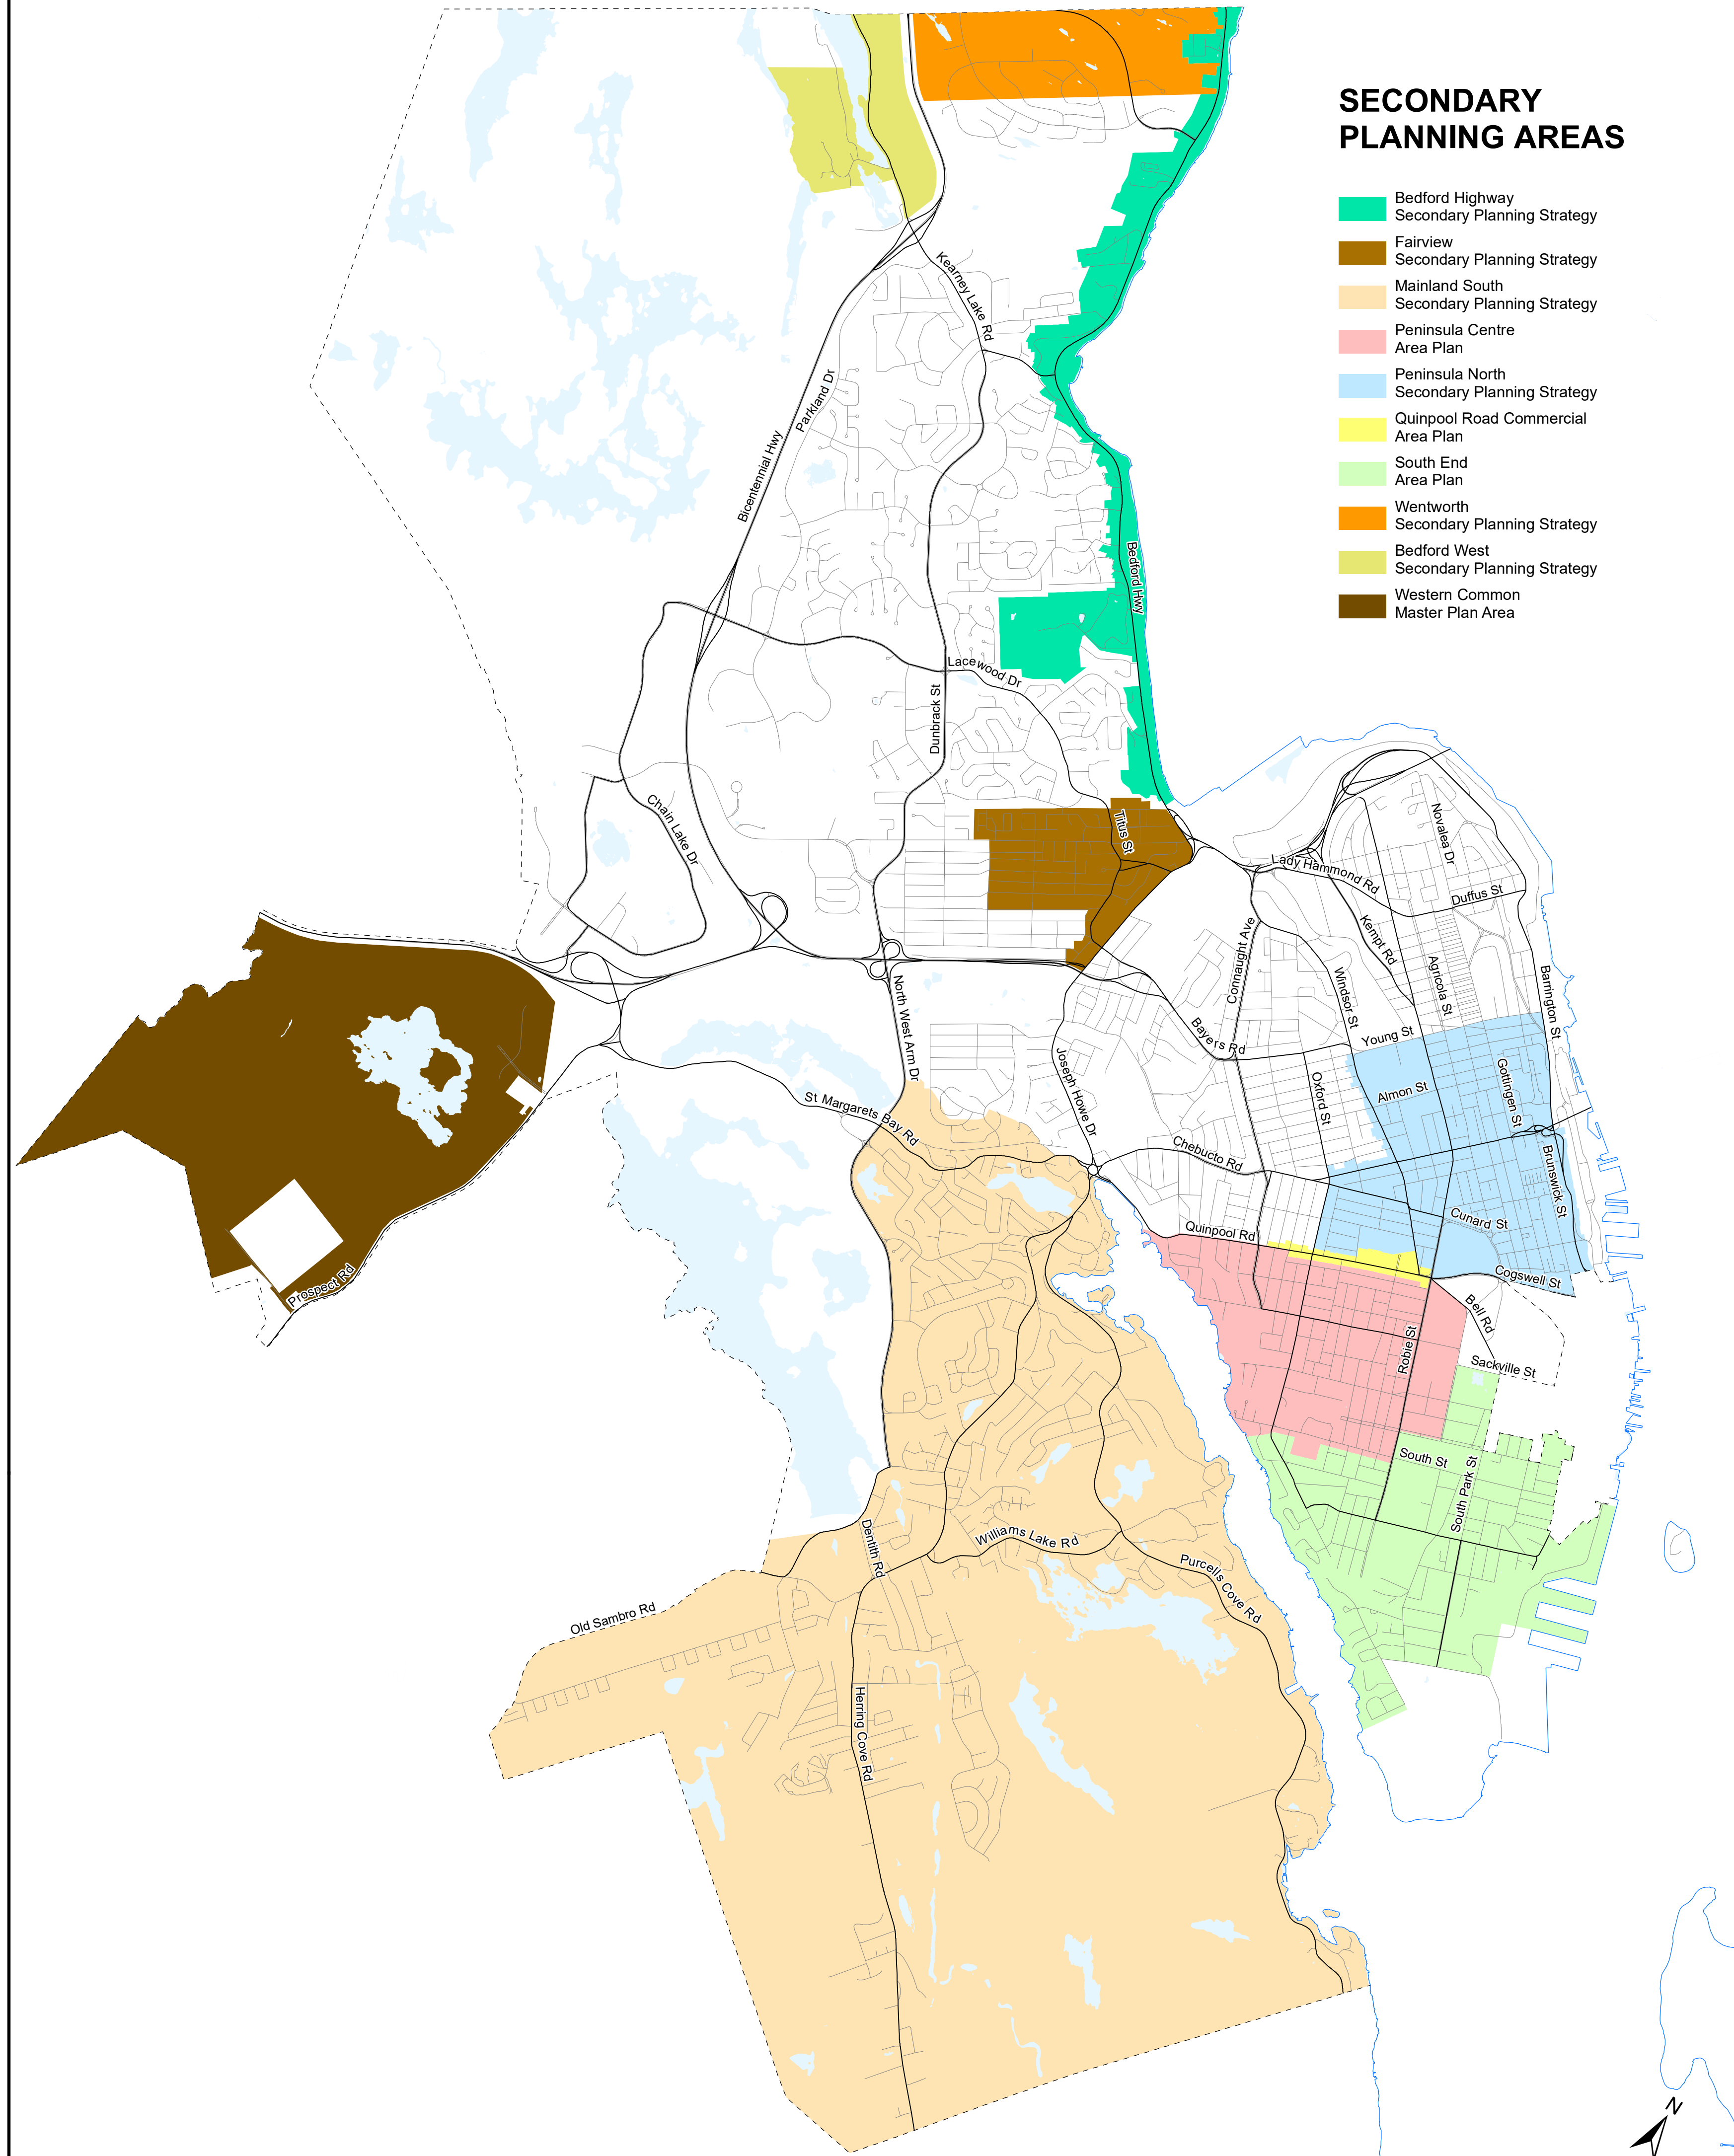 SECONDARY
PLANNING AREAS
Bedford Highway
Secondary Planning Strategy
Fairview
Secondary Planning Strategy
Mainland South
Secondary Planning Strategy
Peninsula Centre
Area Plan
Peninsula North
Secondary Planning Strategy
Quinpool Road Commercial
Area Plan
South End
Area Plan
Wentworth
Secondary Planning Strategy
Bedford West
Secondary Planning Strategy
Western Common
Master Plan Area
Kearney Lake Rd
Parkland Dr
Bicentennial Hwy
Bedford Hwy
Lacewood Dr
Dunbrack St
Chain Lake Dr
Titus St
Novalea Dr
Lady Hammond Rd
Duffus St
Kempt Rd
Connaught Ave
Windsor St
Agricola St
Barrington St
North West Arm Dr
Bayers Rd
Young St
Joseph Howe Dr
Oxford St
Almon St
Gottingen St
St Margarets Bay Rd
Chebucto Rd
Brunswick St
Quinpool Rd
Cunard St
Cogswell St
Prospect Rd
Bell Rd
Robie St
Sackville St
South St
South Park St
Dentith Rd
Williams Lake Rd
Purcells Cove Rd
Old Sambro Rd
Herring Cove Rd
N